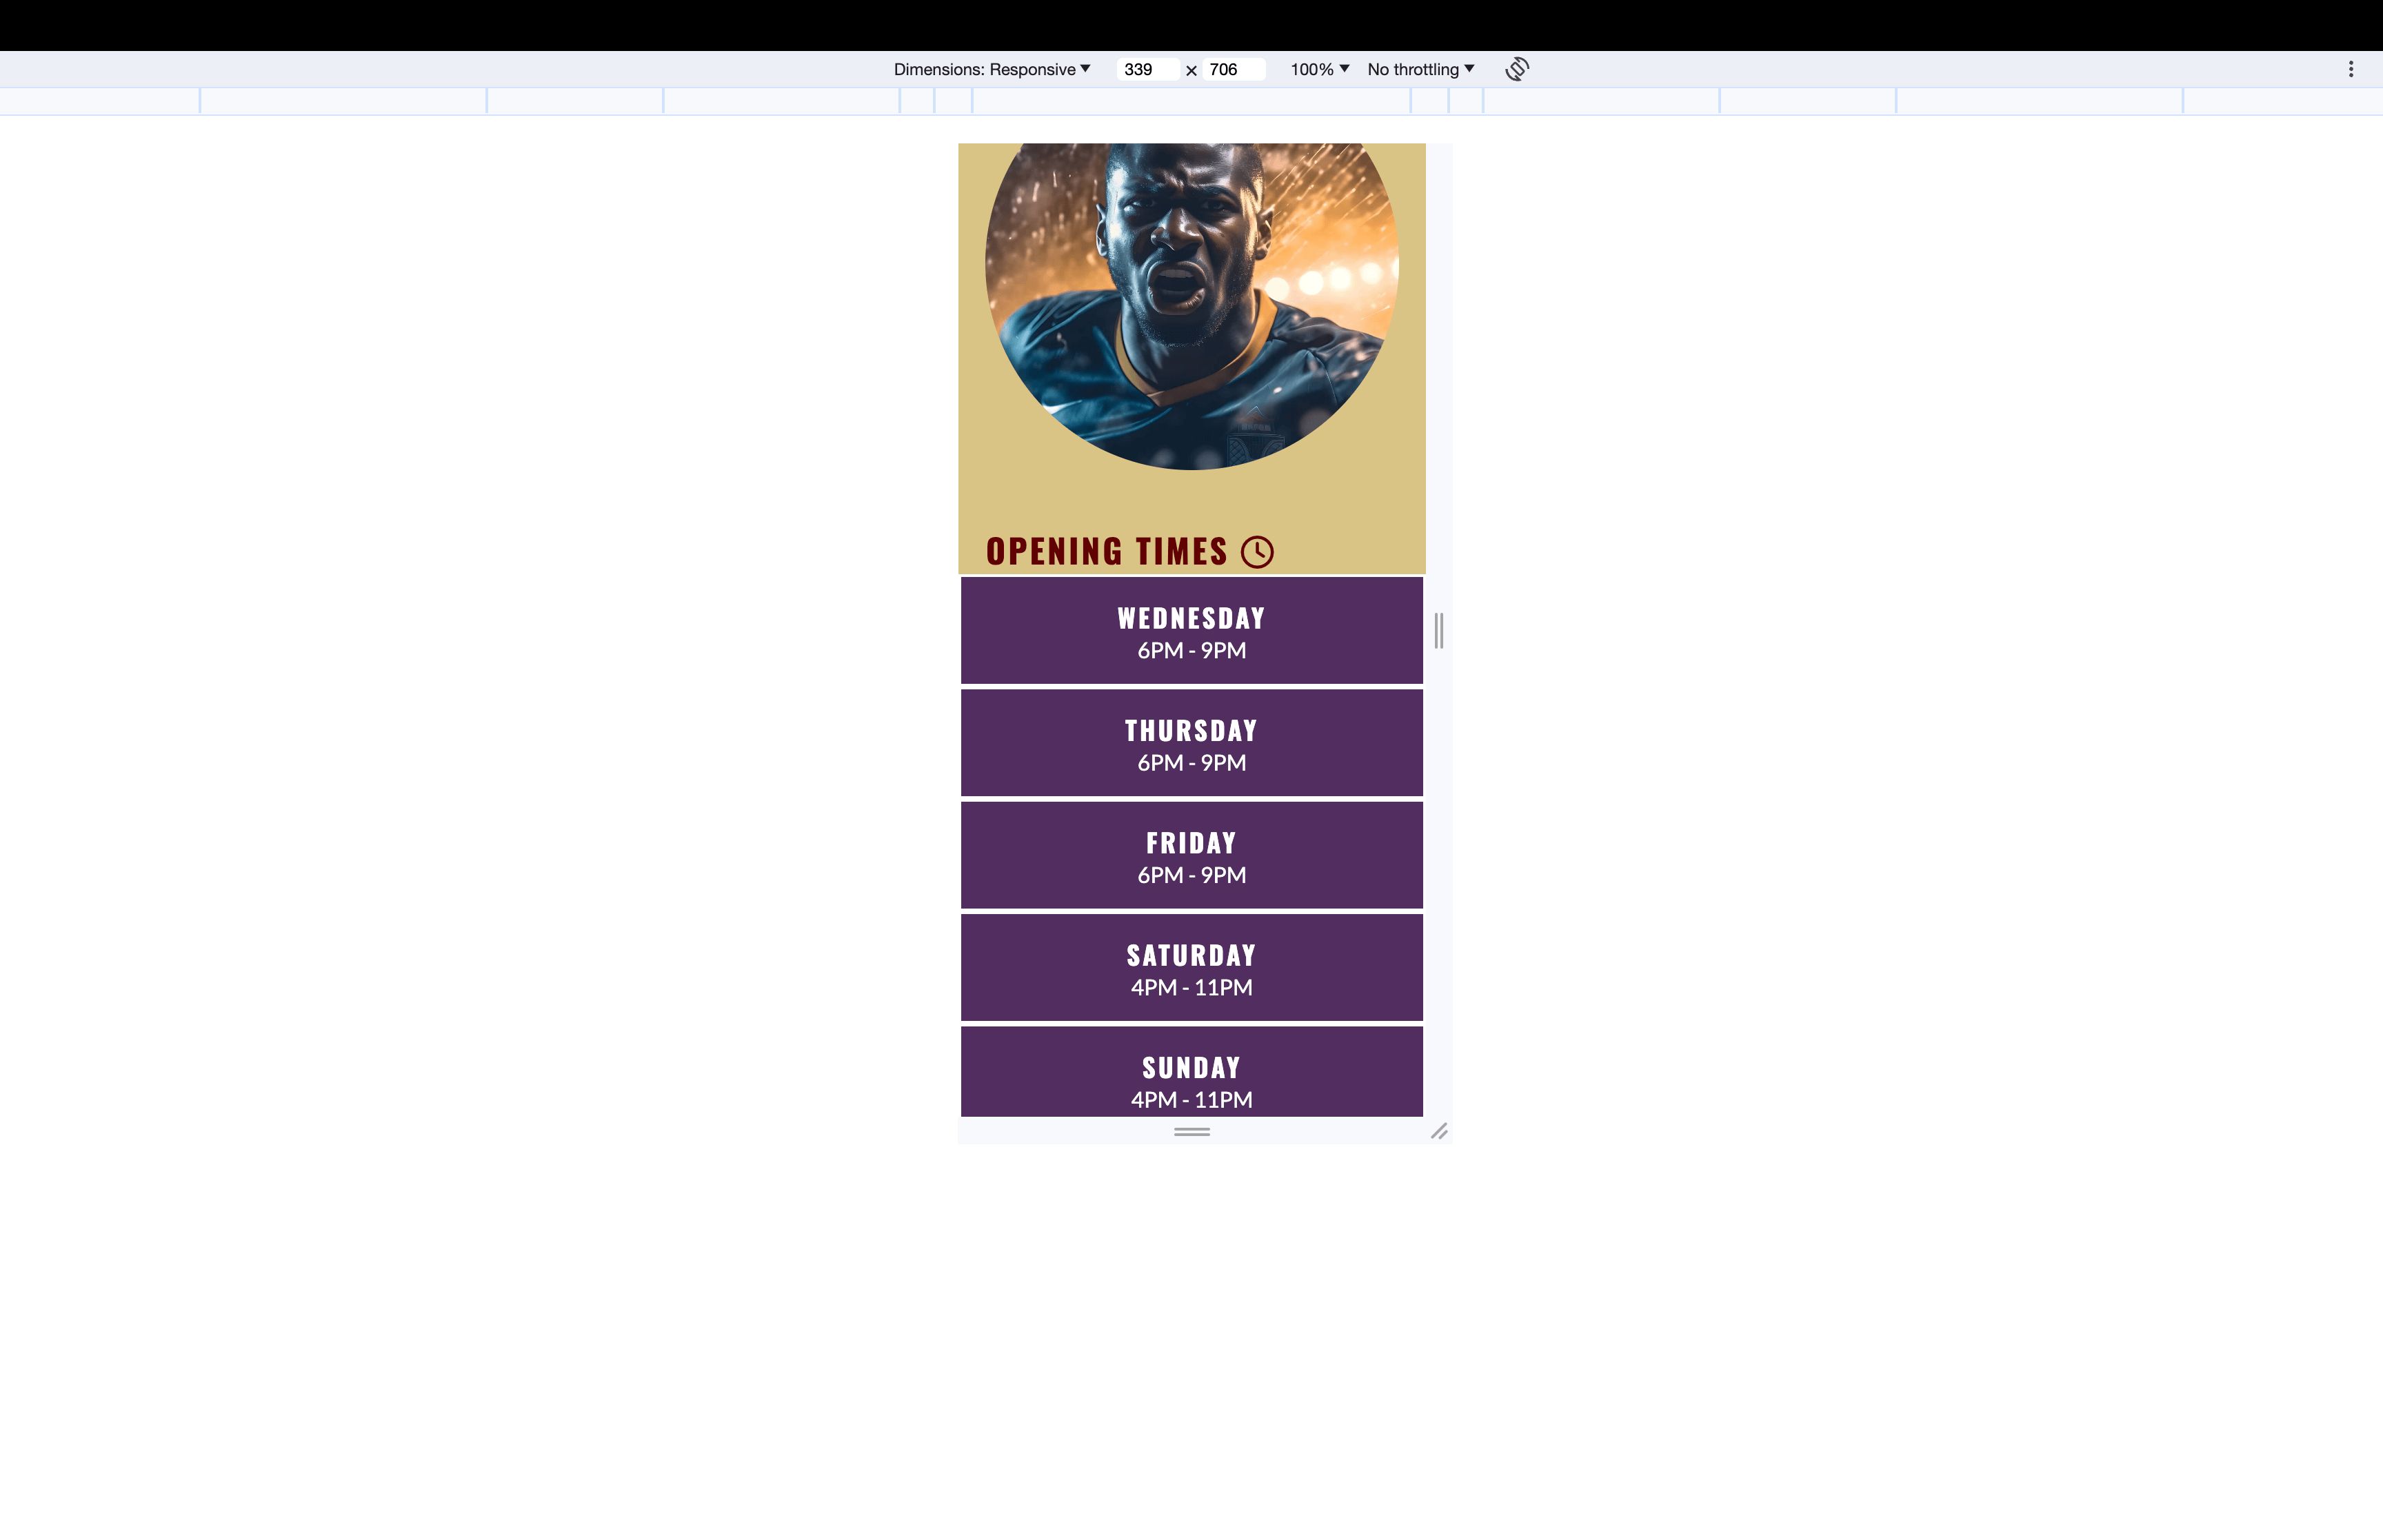 Dimensions: Responsive 339 × 706 100% No throttling
OPENING TIMES
WEDNESDAY
6PM - 9PM
THURSDAY
6PM - 9PM
FRIDAY
6PM - 9PM
SATURDAY
4PM - 11PM
SUNDAY
4PM - 11PM